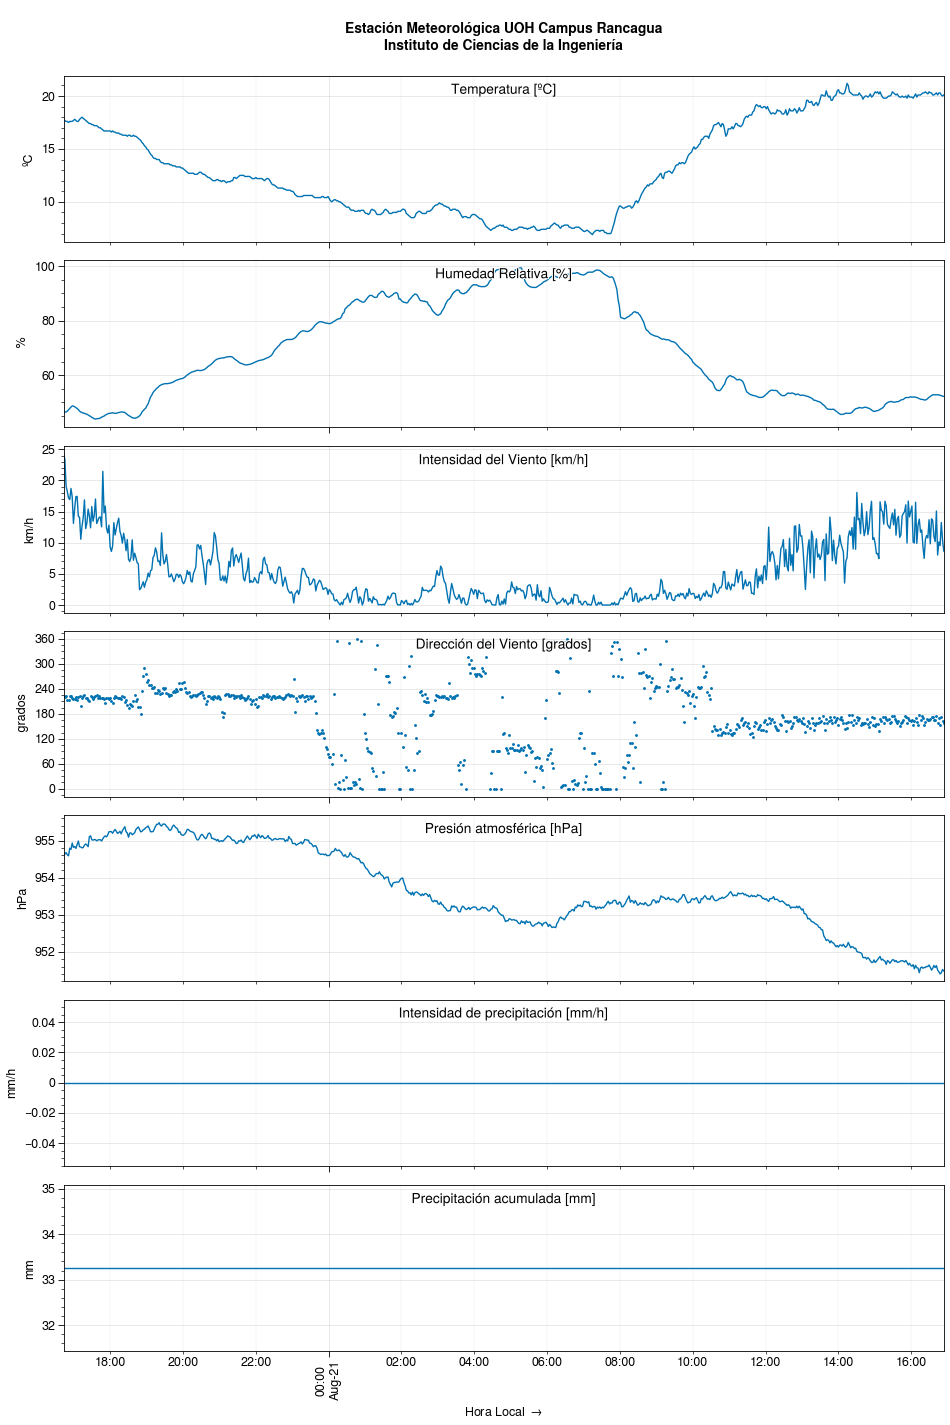 Estación Meteorológica UOH Campus Rancagua
Instituto de Ciencias de la Ingeniería
Temperatura [ºC]
ºC
20
15
10
Humedad Relativa [%]
%
100
80
60
Intensidad del Viento [km/h]
km/h
25
20
15
10
5
0
Dirección del Viento [grados]
grados
360
300
240
180
120
60
0
Presión atmosférica [hPa]
hPa
955
954
953
952
Intensidad de precipitación [mm/h]
mm/h
0.04
0.02
0
−0.02
−0.04
Precipitación acumulada [mm]
mm
35
34
33
32
18:00 20:00 22:00 00:00 02:00 04:00 06:00 08:00 10:00 12:00 14:00 16:00
Aug-21
Hora Local →